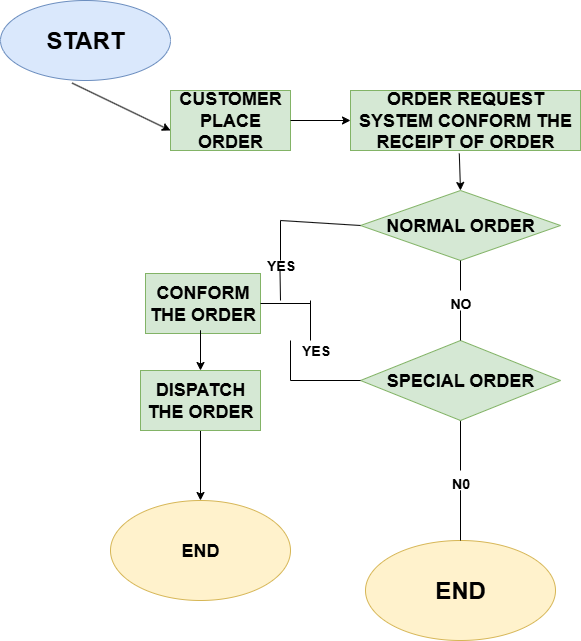 START
CUSTOMER
PLACE
ORDER
ORDER REQUEST
SYSTEM CONFORM THE
RECEIPT OF ORDER
NORMAL ORDER
YES
CONFORM
THE ORDER
NO
YES
SPECIAL ORDER
DISPATCH
THE ORDER
N0
END
END